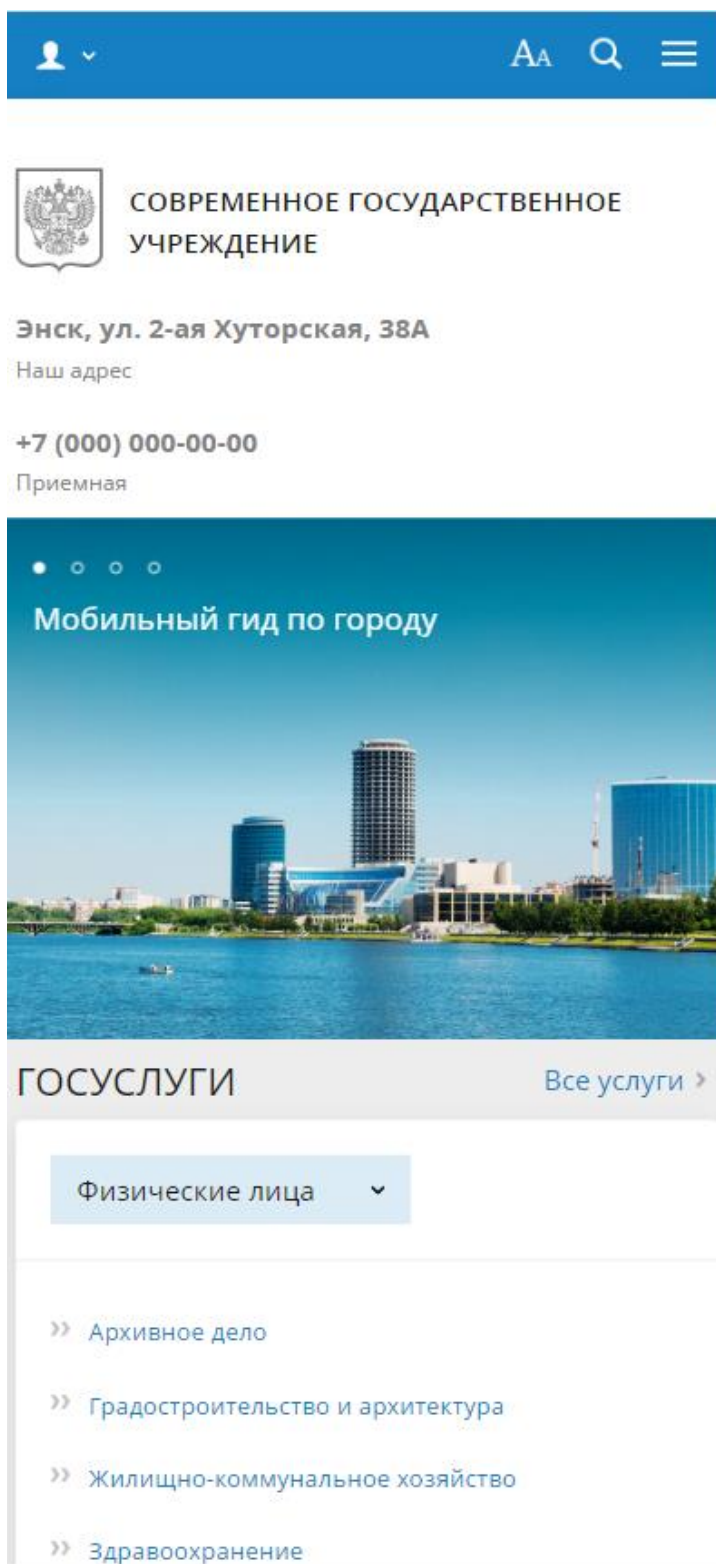 AA
СОВРЕМЕННОЕ ГОСУДАРСТВЕННОЕ
УЧРЕЖДЕНИЕ
Энск, ул. 2-ая Хуторская, 38А
Наш адрес
+7 (000) 000-00-00
Приемная
Мобильный гид по городу
ГОСУСЛУГИ
Все услуги
Физические лица
Архивное дело
Градостроительство и архитектура
Жилищно-коммунальное хозяйство
Здравоохранение